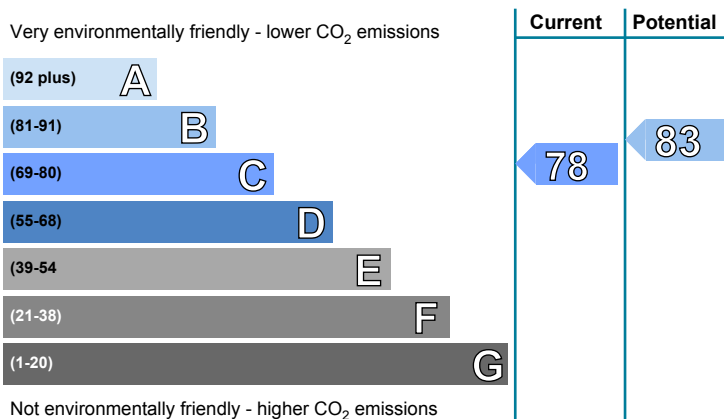 Current Potential
Very environmentally friendly - lower CO2 emissions
(92 plus) A
(81-91) B
83
(69-80) C
78
(55-68) D
(39-54 E
(21-38) F
(1-20) G
Not environmentally friendly - higher CO2 emissions